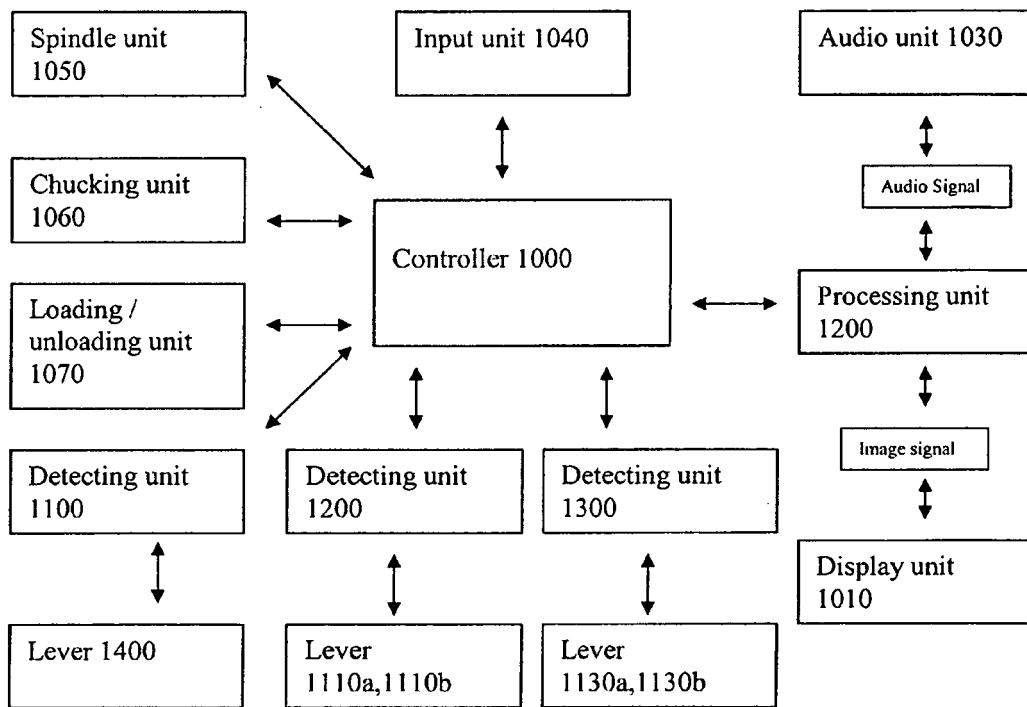 Spindle unit
1050
Input unit 1040
Audio unit 1030
Chucking unit
1060
Audio Signal
Controller 1000
Loading /
unloading unit
1070
Processing unit
1200
Image signal
Detecting unit
1100
Detecting unit
1200
Detecting unit
1300
Display unit
1010
Lever 1400
Lever
1110a,1110b
Lever
1130a,1130b